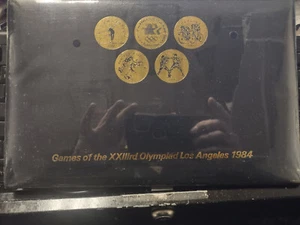 Games of the XXIIIrd Olympiad Los Angeles 1984